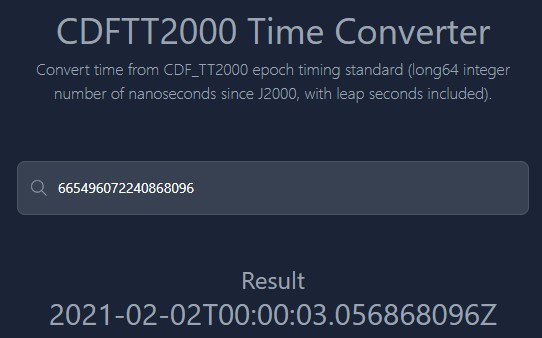 CDFTT2000 Time Converter
Convert time from CDF_TT2000 epoch timing standard (long64 integer
number of nanoseconds since J2000, with leap seconds included).
665496072240868096
Result
2021-02-02T00:00:03.056868096Z